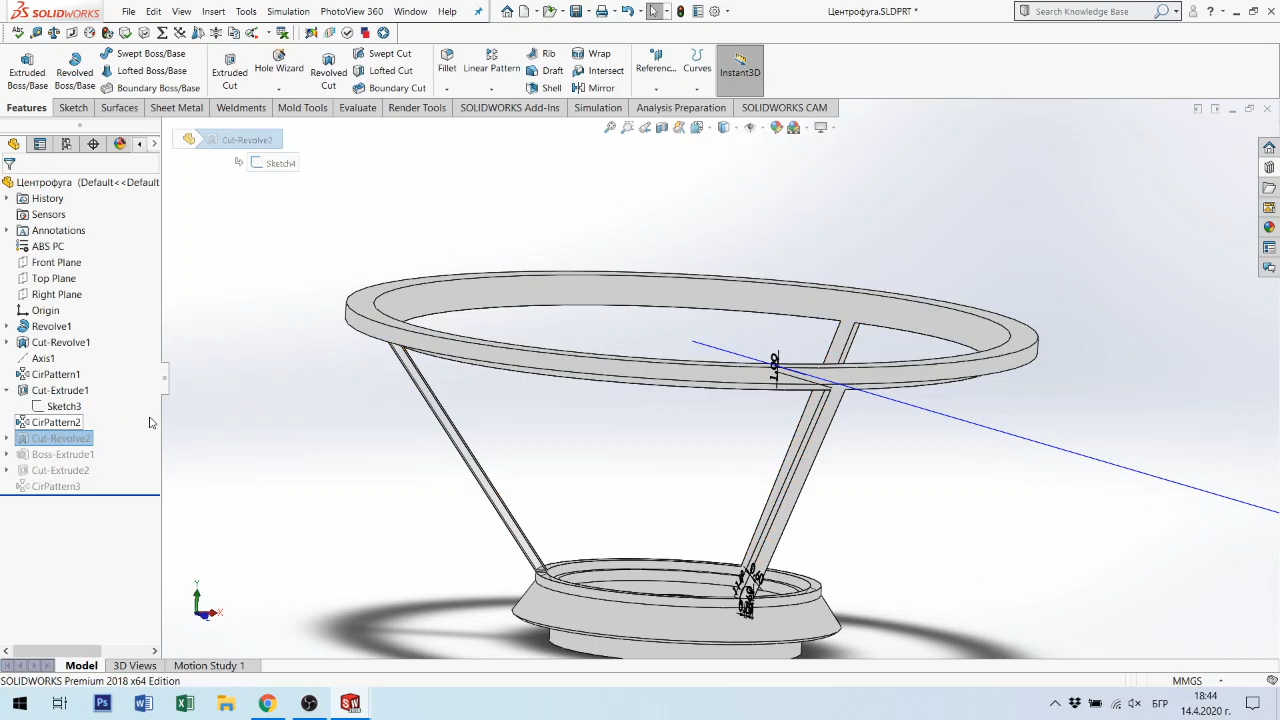 SOLIDWORKS File Edit View Insert Tools Simulation PhotoView 360 Window Help
Центрофуга.SLDPRT *
Search Knowledge Base
Extruded Boss/Base
Revolved Boss/Base
Swept Boss/Base
Lofted Boss/Base
Boundary Boss/Base
Extruded Cut
Hole Wizard
Revolved Cut
Swept Cut
Lofted Cut
Boundary Cut
Fillet
Linear Pattern
Rib
Draft
Shell
Wrap
Intersect
Mirror
Referenc...
Curves
Instant3D
Features Sketch Surfaces Sheet Metal Weldments Mold Tools Evaluate Render Tools SOLIDWORKS Add-Ins Simulation Analysis Preparation SOLIDWORKS CAM
Cut-Revolve2
Sketch4
Центрофуга (Default<<Default
History
Sensors
Annotations
ABS PC
Front Plane
Top Plane
Right Plane
Origin
Revolve1
Cut-Revolve1
Axis1
CirPattern1
Cut-Extrude1
Sketch3
CirPattern2
Cut-Revolve2
Boss-Extrude1
Cut-Extrude2
CirPattern3
1.90
Y
X
Model 3D Views Motion Study 1
SOLIDWORKS Premium 2018 x64 Edition
MMGS
БГР
18:44
14.4.2020 г.